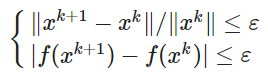 ‖x^{k+1} − x^k‖/‖x^k‖ ≤ ε
|f(x^{k+1}) − f(x^k)| ≤ ε